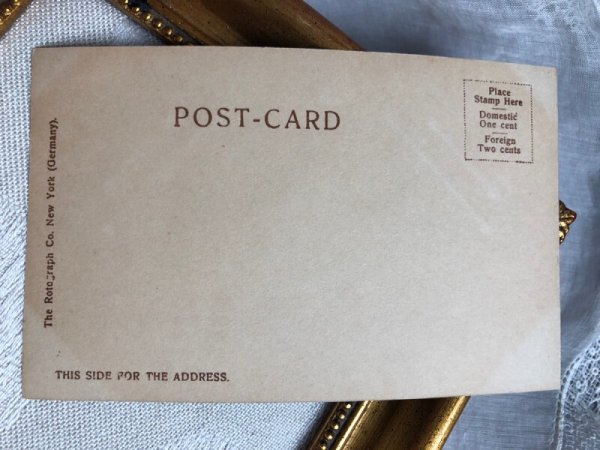 POST-CARD
Place
Stamp Here
Domestic
One cent
Foreign
Two cents
The Rotograph Co. New York (Germany).
THIS SIDE FOR THE ADDRESS.